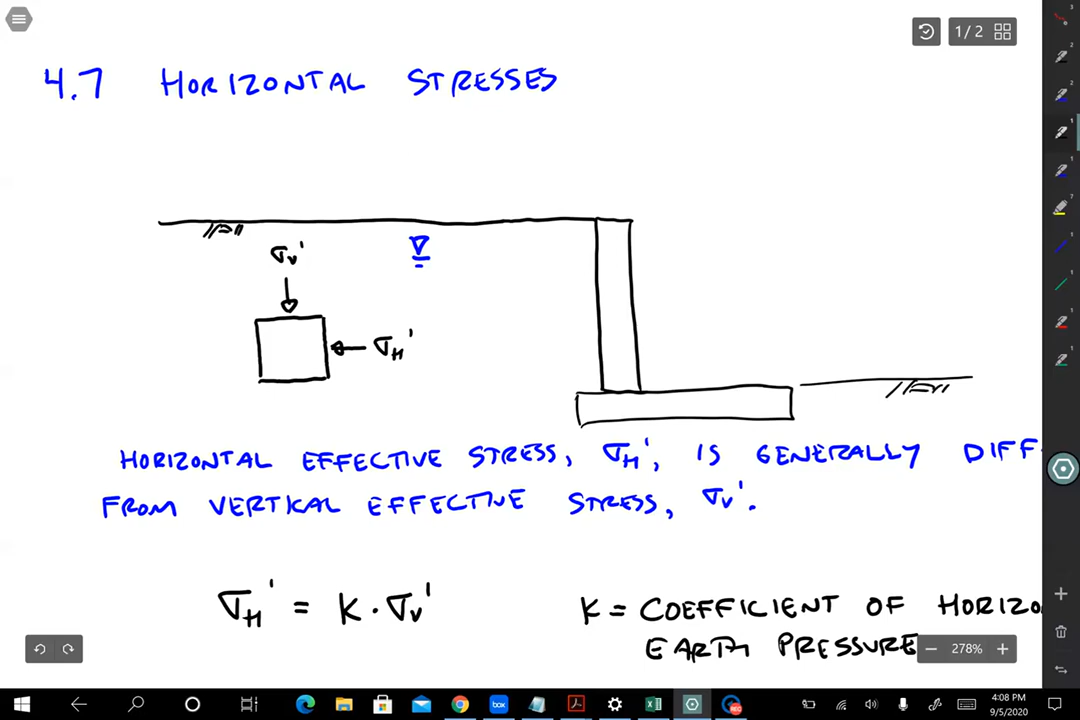 1/2
4.7 HORIZONTAL STRESSES
σv'
σH'
HORIZONTAL EFFECTIVE STRESS, σH', IS GENERALLY DIFF
FROM VERTICAL EFFECTIVE STRESS, σv'.
σH' = K · σv'
K = COEFFICIENT OF HORIZO
EARTH PRESSURE
278%
4:08 PM
9/5/2020